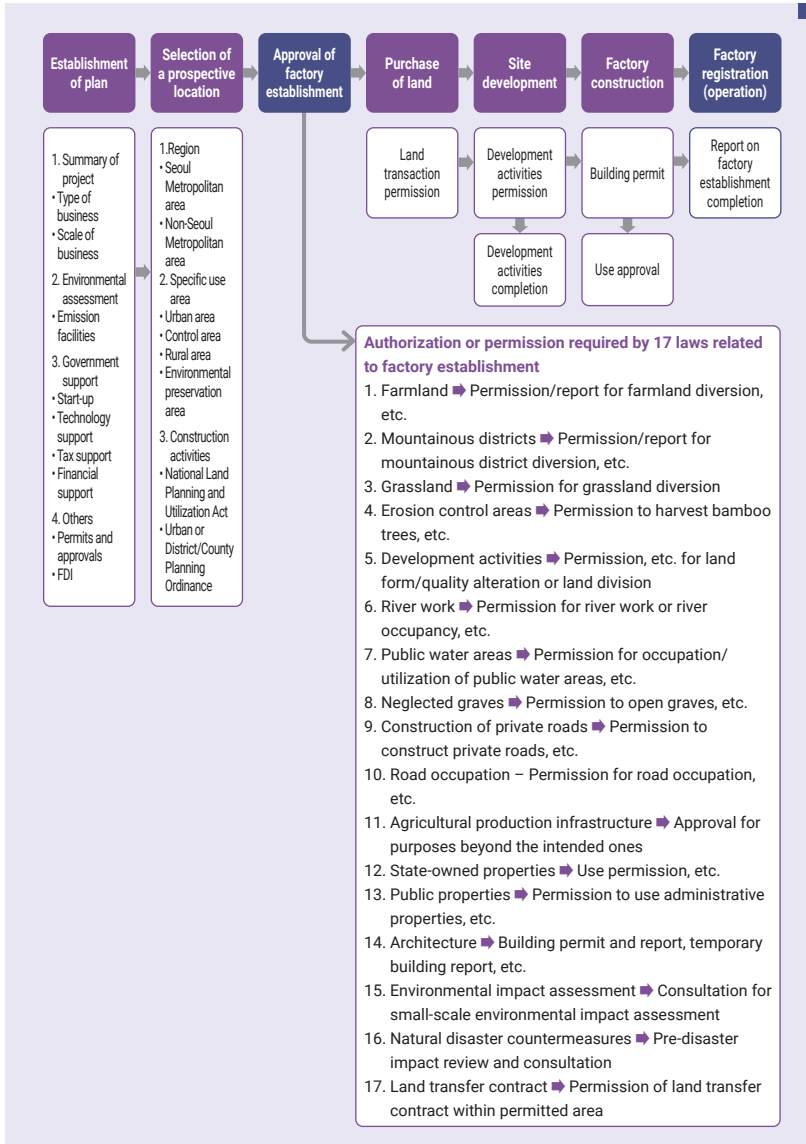 Establishment
of plan
Selection of
a prospective
location
Approval of
factory
establishment
Purchase
of land
Site
development
Factory
construction
Factory
registration
(operation)
1. Summary of
project
• Type of
business
• Scale of
business
2. Environmental
assessment
• Emission
facilities
3. Government
support
• Start-up
• Technology
support
• Tax support
• Financial
support
4. Others
• Permits and
approvals
• FDI
1.Region
• Seoul
Metropolitan
area
• Non-Seoul
Metropolitan
area
2. Specific use
area
• Urban area
• Control area
• Rural area
• Environmental
preservation
area
3. Construction
activities
• National Land
Planning and
Utilization Act
• Urban or
District/County
Planning
Ordinance
Land
transaction
permission
Development
activities
permission
Building permit
Report on
factory
establishment
completion
Development
activities
completion
Use approval
Authorization or permission required by 17 laws related
to factory establishment
1. Farmland ➡ Permission/report for farmland diversion,
etc.
2. Mountainous districts ➡ Permission/report for
mountainous district diversion, etc.
3. Grassland ➡ Permission for grassland diversion
4. Erosion control areas ➡ Permission to harvest bamboo
trees, etc.
5. Development activities ➡ Permission, etc. for land
form/quality alteration or land division
6. River work ➡ Permission for river work or river
occupancy, etc.
7. Public water areas ➡ Permission for occupation/
utilization of public water areas, etc.
8. Neglected graves ➡ Permission to open graves, etc.
9. Construction of private roads ➡ Permission to
construct private roads, etc.
10. Road occupation – Permission for road occupation,
etc.
11. Agricultural production infrastructure ➡ Approval for
purposes beyond the intended ones
12. State-owned properties ➡ Use permission, etc.
13. Public properties ➡ Permission to use administrative
properties, etc.
14. Architecture ➡ Building permit and report, temporary
building report, etc.
15. Environmental impact assessment ➡ Consultation for
small-scale environmental impact assessment
16. Natural disaster countermeasures ➡ Pre-disaster
impact review and consultation
17. Land transfer contract ➡ Permission of land transfer
contract within permitted area